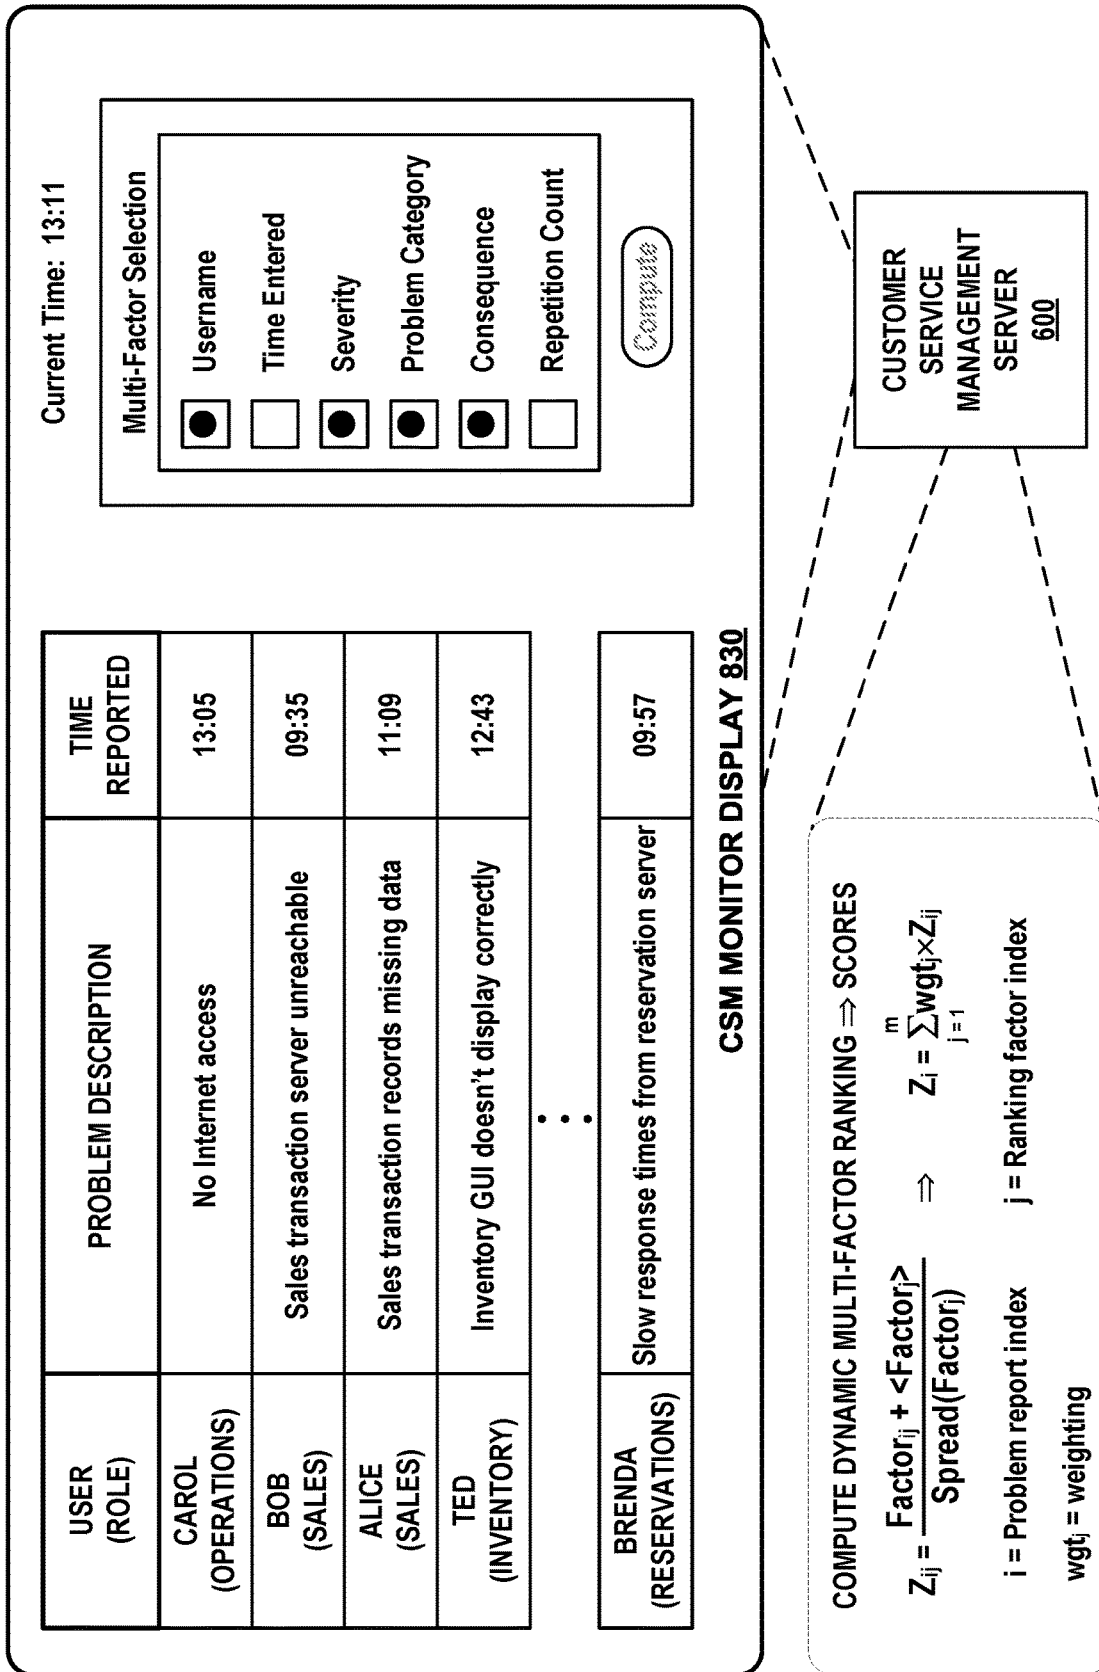 Current Time: 13:11
USER
(ROLE)
PROBLEM DESCRIPTION
TIME
REPORTED
CAROL
(OPERATIONS)
No Internet access
13:05
BOB
(SALES)
Sales transaction server unreachable
09:35
ALICE
(SALES)
Sales transaction records missing data
11:09
TED
(INVENTORY)
Inventory GUI doesn't display correctly
12:43
• • •
BRENDA
(RESERVATIONS)
Slow response times from reservation server
09:57
Multi-Factor Selection
Username
Time Entered
Severity
Problem Category
Consequence
Repetition Count
Compute
CSM MONITOR DISPLAY 830
COMPUTE DYNAMIC MULTI-FACTOR RANKING ⇒ SCORES
Zij = Factorij + <Factorj> / Spread(Factorj) ⇒ Zi = m ∑ j = 1 wgtj×Zij
i = Problem report index
j = Ranking factor index
wgtj = weighting
CUSTOMER
SERVICE
MANAGEMENT
SERVER
600